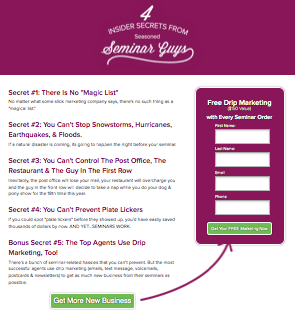 4
INSIDER SECRETS FROM
Seasoned
Seminar Guys
Secret #1: There Is No "Magic List"
No matter what some slick marketing company says, there's no such thing as a
"magical list"
Secret #2: You Can't Stop Snowstorms, Hurricanes,
Earthquakes, & Floods.
If a natural disaster is coming, its going to happen the night before your seminar.
Secret #3: You Can't Control The Post Office, The
Restaurant & The Guy In The First Row
Inevitably, the post office will lose your mail, your restaurant will overcharge you
and the guy in the front row will decide to take a nap while you do your dog &
pony show for the 18th time this year.
Secret #4: You Can't Prevent Plate Lickers
If you could spot "plate lickers" before they showed up, you'd have easily saved
thousands of dollars by now. AND YET, SEMINARS WORK.
Bonus Secret #5: The Top Agents Use Drip
Marketing, Too!
There's a bunch of seminar-related hassles that you can't prevent. But the most
successful agents use drip marketing (emails, text message, voicemails,
postcards & newsletters) to get as much new business from their seminars as
possible.
Get More New Business
Free Drip Marketing
($150 Value)
with Every Seminar Order
First Name:
Last Name:
Email
Phone
Get Your FREE Marketing Now